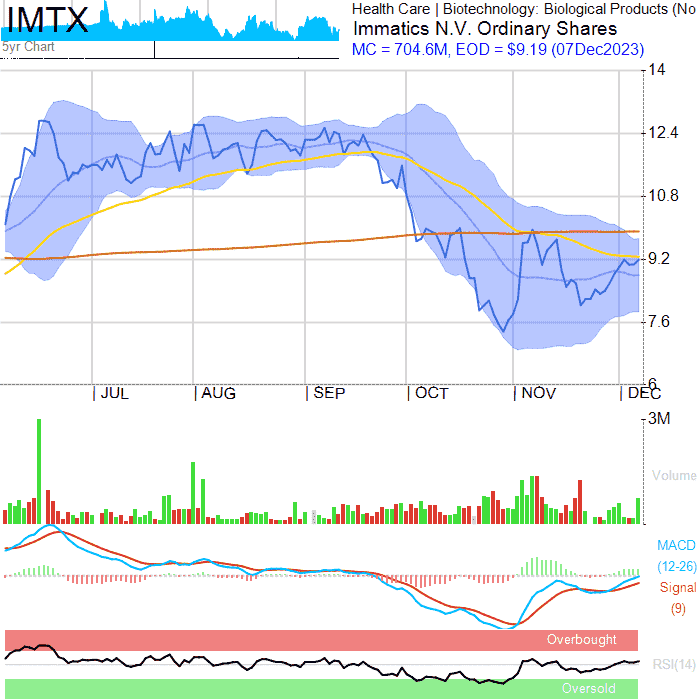 IMTX
5yr Chart
Health Care | Biotechnology: Biological Products (No
Immatics N.V. Ordinary Shares
MC = 704.6M, EOD = $9.19 (07Dec2023)
14
12.4
10.8
9.2
7.6
6
JUL AUG SEP OCT NOV DEC
3M
Volume
MACD
(12-26)
Signal
(9)
Overbought
RSI(14)
Oversold